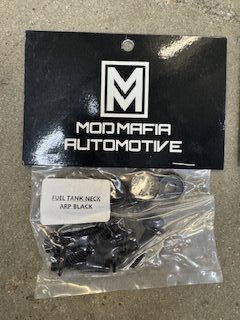 M
MOD MAFIA
AUTOMOTIVE
FUEL TANK NECK
ARP BLACK